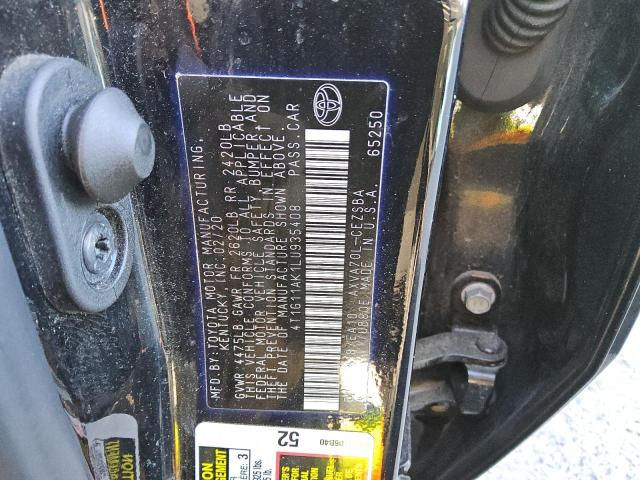 MFD.BY:TOYOTA MOTOR MANUFACTURING,
KENTUCKY, INC. 02/20
GVWR 4475LB GAWR FR 2620LB RR 2420LB
THIS VEHICLE CONFORMS TO ALL APPLICABLE
FEDERAL MOTOR VEHICLE SAFETY, BUMPER AND
THEFT PREVENTION STANDARDS IN EFFECT ON
THE DATE OF MANUFACTURE SHOWN ABOVE.
4T1G11AK1LU935408 PASS. CAR
AXVA70L-CEZSBA
MADE IN U.S.A.
65250
52
06B40